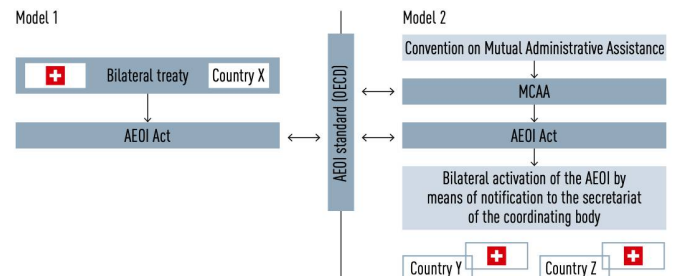 Model 1
Bilateral treaty
Country X
AEOI Act
AEOI standard (OECD)
Model 2
Convention on Mutual Administrative Assistance
MCAA
AEOI Act
Bilateral activation of the AEOI by
means of notification to the secretariat
of the coordinating body
Country Y
Country Z